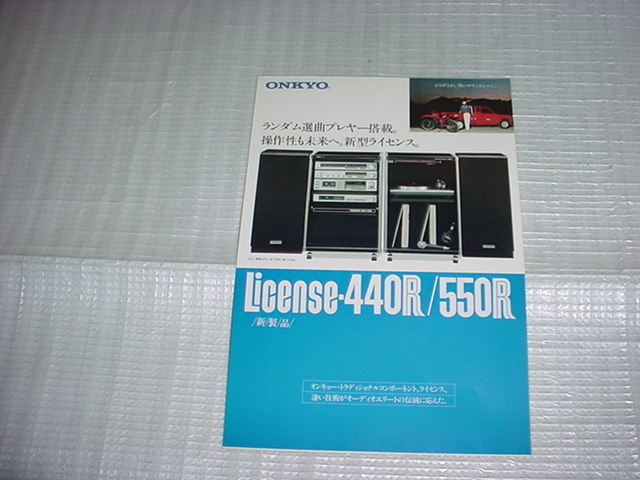 ONKYO
ランダム選曲プレヤー搭載。
操作性も未来へ。新型ライセンス。
License-440R/550R
/新/製/品/
オンキョー・トラディショナルコンポーネント、ライセンス。
凄い技術がオーディオエリートの伝統に応えた。